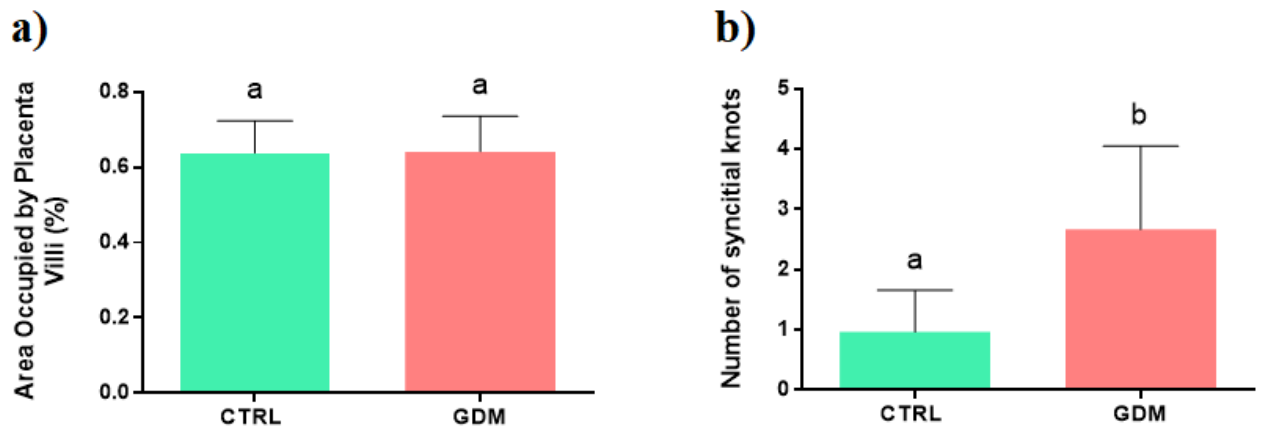 a)
Area Occupied by Placenta
Villi (%)
0.8
0.6
0.4
0.2
0.0
a
a
CTRL
GDM
b)
Number of syncitial knots
5
4
3
2
1
0
a
b
CTRL
GDM